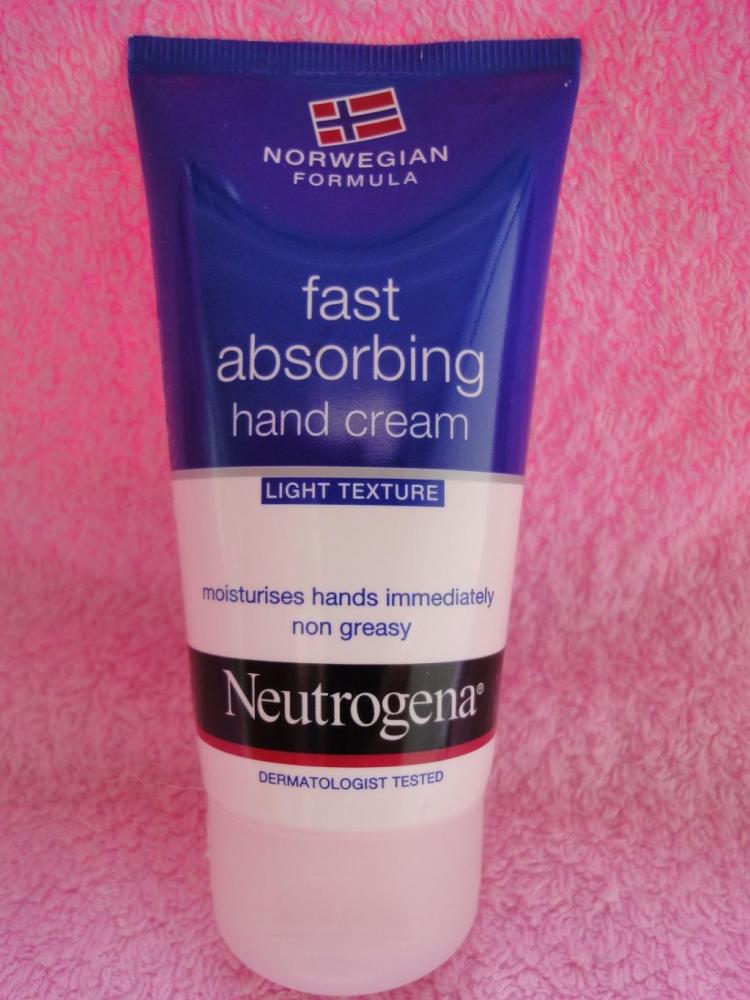 NORWEGIAN
FORMULA
fast
absorbing
hand cream
LIGHT TEXTURE
moisturises hands immediately
non greasy
Neutrogena®
DERMATOLOGIST TESTED